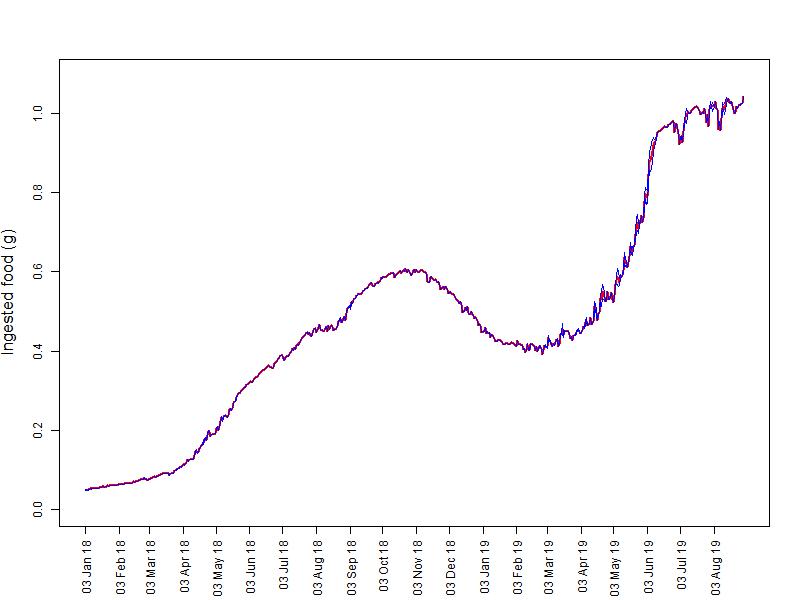 Ingested food (g)
1.0
0.8
0.6
0.4
0.2
0.0
03 Jan 18
03 Feb 18
03 Mar 18
03 Apr 18
03 May 18
03 Jun 18
03 Jul 18
03 Aug 18
03 Sep 18
03 Oct 18
03 Nov 18
03 Dec 18
03 Jan 19
03 Feb 19
03 Mar 19
03 Apr 19
03 May 19
03 Jun 19
03 Jul 19
03 Aug 19